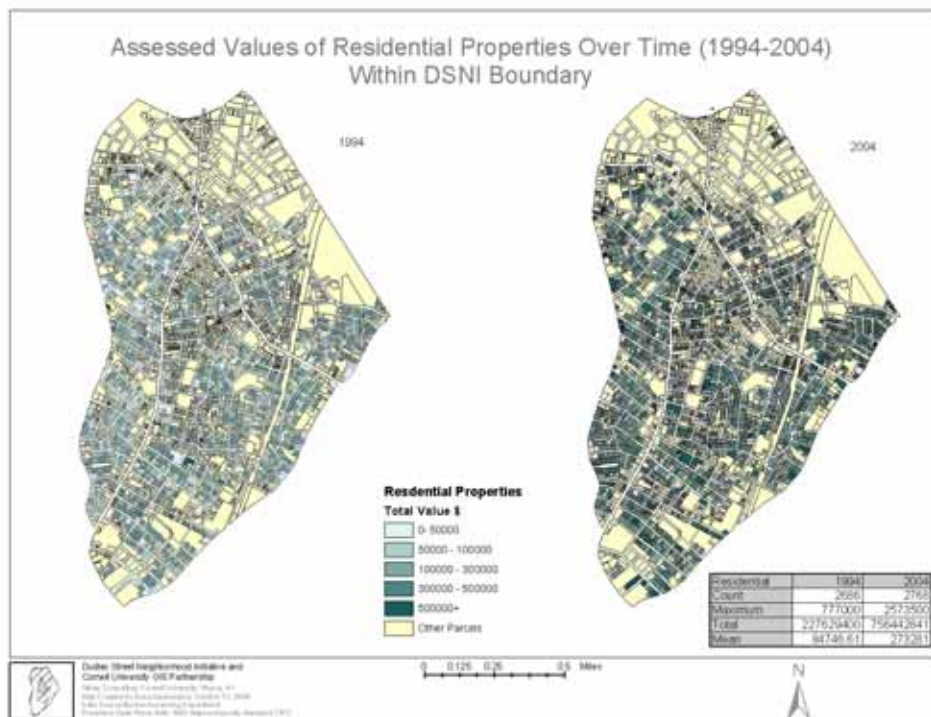 Assessed Values of Residential Properties Over Time (1994-2004)
Within DSNI Boundary
1994
2004
Resdential Properties
Total Value $
0- 50000
50000 - 100000
100000 - 300000
300000 - 500000
500000+
Other Parcels
Residential 1994 2004
Count 2686 2768
Maximum 777000 2573500
Total 227629400 756442841
Mean 84746.61 273281
Dudley Street Neighborhood Initiative and
Cornell University GIS Partnership
0 0.125 0.25 0.5 Miles
N